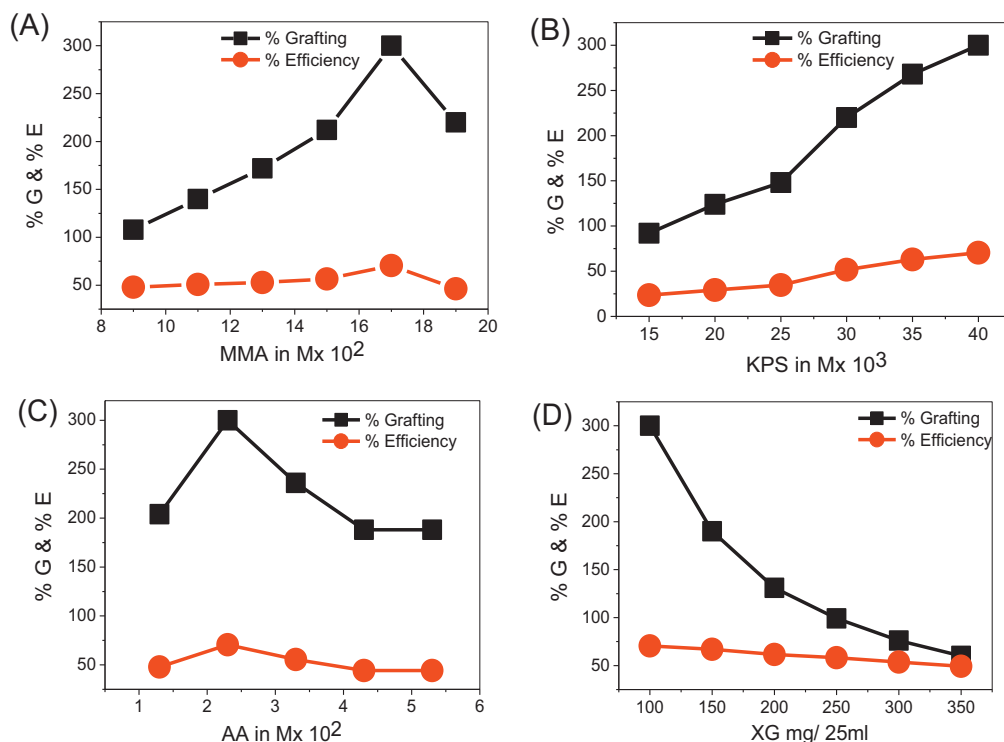 (A)
% Grafting
% Efficiency
300
250
200
150
100
50
% G & % E
8 10 12 14 16 18 20
MMA in Mx 10²
(B)
% Grafting
% Efficiency
300
250
200
150
100
50
0
% G & % E
15 20 25 30 35 40
KPS in Mx 10³
(C)
% Grafting
% Efficiency
300
250
200
150
100
50
% G & % E
1 2 3 4 5 6
AA in Mx 10²
(D)
% Grafting
% Efficiency
300
250
200
150
100
50
% G & % E
100 150 200 250 300 350
XG mg/ 25ml